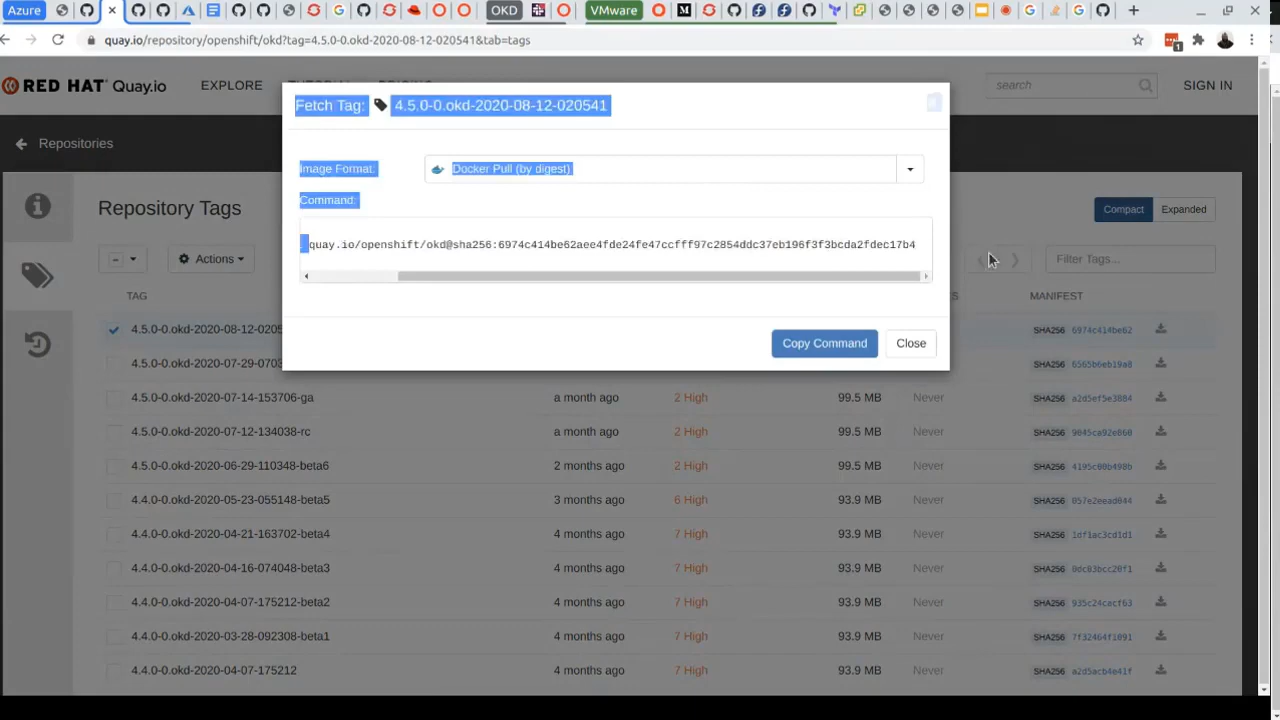 Azure
OKD
VMware
quay.io/repository/openshift/okd?tag=4.5.0-0.okd-2020-08-12-020541&tab=tags
1
RED HAT Quay.io
EXPLORE
search
SIGN IN
Fetch Tag: 4.5.0-0.okd-2020-08-12-020541
Repositories
Image Format:
Docker Pull (by digest)
Command:
quay.io/openshift/okd@sha256:6974c414be62aee4fde24fe47ccfff97c2854ddc37eb196f3f3bcda2fdec17b4
Repository Tags
Compact
Expanded
Actions
Filter Tags...
TAG
MANIFEST
Copy Command
Close
4.5.0-0.okd-2020-08-12-0205
SHA256 6974c414be62
4.5.0-0.okd-2020-07-29-070
SHA256 6565b6eb19a8
4.5.0-0.okd-2020-07-14-153706-ga a month ago 2 High 99.5 MB Never SHA256 a2d5ef5e3884
4.5.0-0.okd-2020-07-12-134038-rc a month ago 2 High 99.5 MB Never SHA256 9045ca92e860
4.5.0-0.okd-2020-06-29-110348-beta6 2 months ago 2 High 99.5 MB Never SHA256 4195c00b498b
4.4.0-0.okd-2020-05-23-055148-beta5 3 months ago 6 High 93.9 MB Never SHA256 057e2eead044
4.4.0-0.okd-2020-04-21-163702-beta4 4 months ago 7 High 93.9 MB Never SHA256 1df1ac3cd1d1
4.4.0-0.okd-2020-04-16-074048-beta3 4 months ago 7 High 93.9 MB Never SHA256 0dc03bcc20f1
4.4.0-0.okd-2020-04-07-175212-beta2 4 months ago 7 High 93.9 MB Never SHA256 935c24cacf63
4.4.0-0.okd-2020-03-28-092308-beta1 4 months ago 7 High 93.9 MB Never SHA256 7f32464f1091
4.4.0-0.okd-2020-04-07-175212 4 months ago 7 High 93.9 MB Never SHA256 a2d5acb4e41f